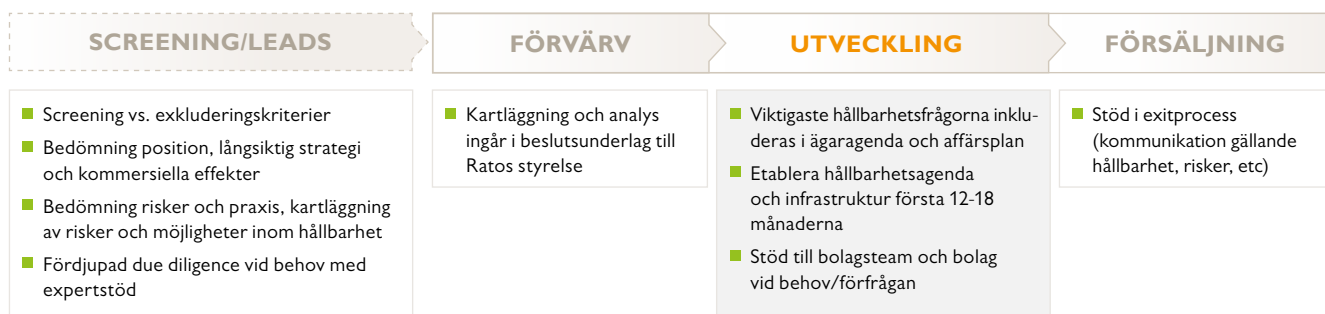 SCREENING/LEADS
FÖRVÄRV
UTVECKLING
FÖRSÄLJNING
Screening vs. exkluderingskriterier
Bedömning position, långsiktig strategi
och kommersiella effekter
Bedömning risker och praxis, kartläggning
av risker och möjligheter inom hållbarhet
Fördjupad due diligence vid behov med
expertstöd
Kartläggning och analys
ingår i beslutsunderlag till
Ratos styrelse
Viktigaste hållbarhetsfrågorna inklu-
deras i ägaragenda och affärsplan
Etablera hållbarhetsagenda
och infrastruktur första 12-18
månaderna
Stöd till bolagsteam och bolag
vid behov/förfrågan
Stöd i exitprocess
(kommunikation gällande
hållbarhet, risker, etc)